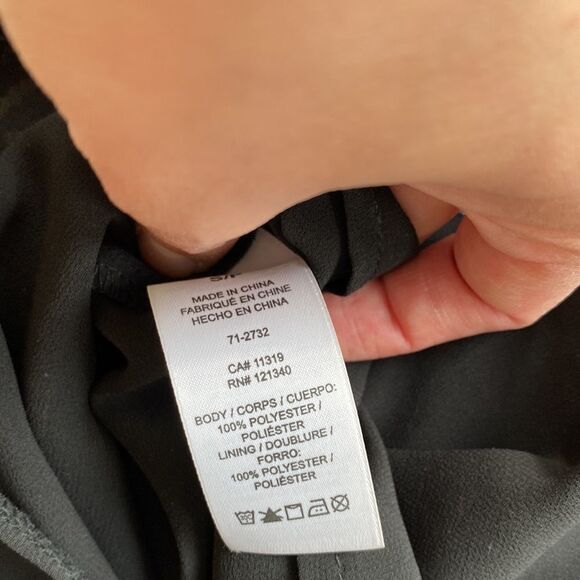 MADE IN CHINA
FABRIQUÉ EN CHINE
HECHO EN CHINA
71-2732
CA# 11319
RN# 121340
BODY / CORPS / CUERPO:
100% POLYESTER /
POLIÉSTER
LINING / DOUBLURE /
FORRO:
100% POLYESTER /
POLIÉSTER